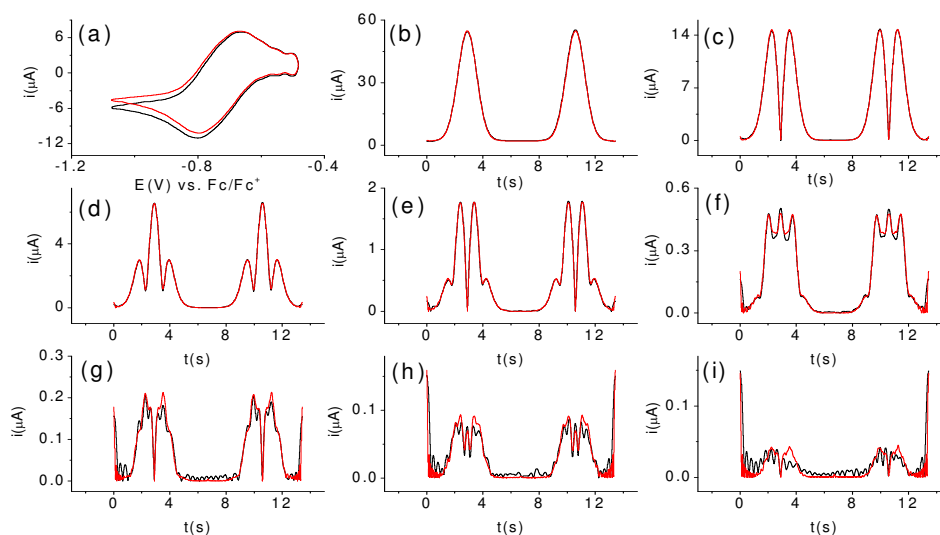 (a)
i(μA)
6
0
-6
-12
-1.2
-0.8
-0.4
E(V) vs. Fc/Fc⁺
(b)
i(μA)
60
30
0
0 4 8 12
t(s)
(c)
i(μA)
14
7
0
0 4 8 12
t(s)
(d)
i(μA)
4
0
0 4 8 12
t(s)
(e)
i(μA)
2
1
0
0 4 8 12
t(s)
(f)
i(μA)
0.6
0.3
0.0
0 4 8 12
t(s)
(g)
i(μA)
0.3
0.2
0.1
0.0
0 4 8 12
t(s)
(h)
i(μA)
0.1
0.0
0 4 8 12
t(s)
(i)
i(μA)
0.1
0.0
0 4 8 12
t(s)